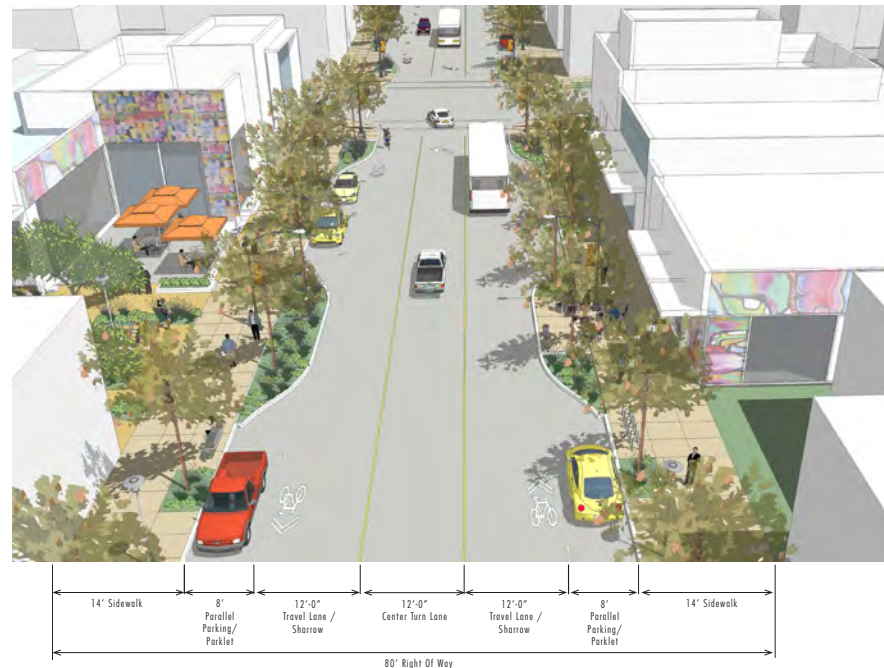 14' Sidewalk
8'
Parallel
Parking/
Parklet
12'-0"
Travel Lane /
Sharrow
12'-0"
Center Turn Lane
12'-0"
Travel Lane /
Sharrow
8'
Parallel
Parking/
Parklet
14' Sidewalk
80' Right Of Way